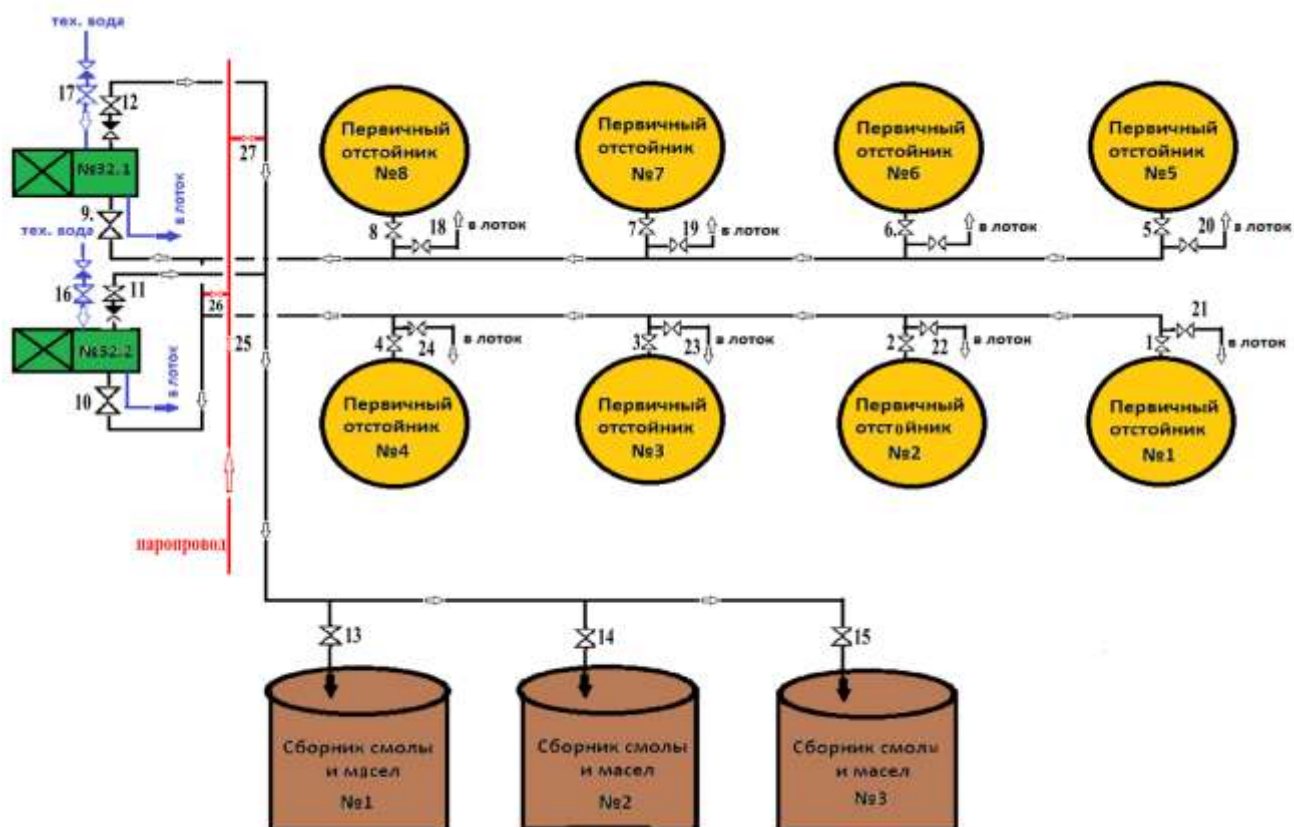 тех. вода
17
12
№32.1
в лоток
27
Первичный
отстойник
№8
Первичный
отстойник
№7
Первичный
отстойник
№6
Первичный
отстойник
№5
9.
8
18
в лоток
7
19
в лоток
6.
в лоток
5
20
в лоток
тех. вода
16
11
26
№32.2
в лоток
25
10
4
24
в лоток
3
23
в лоток
2
22
в лоток
1
21
в лоток
Первичный
отстойник
№4
Первичный
отстойник
№3
Первичный
отстойник
№2
Первичный
отстойник
№1
паропровод
13
14
15
Сборник смолы
и масел
№1
Сборник смолы
и масел
№2
Сборник смолы
и масел
№3